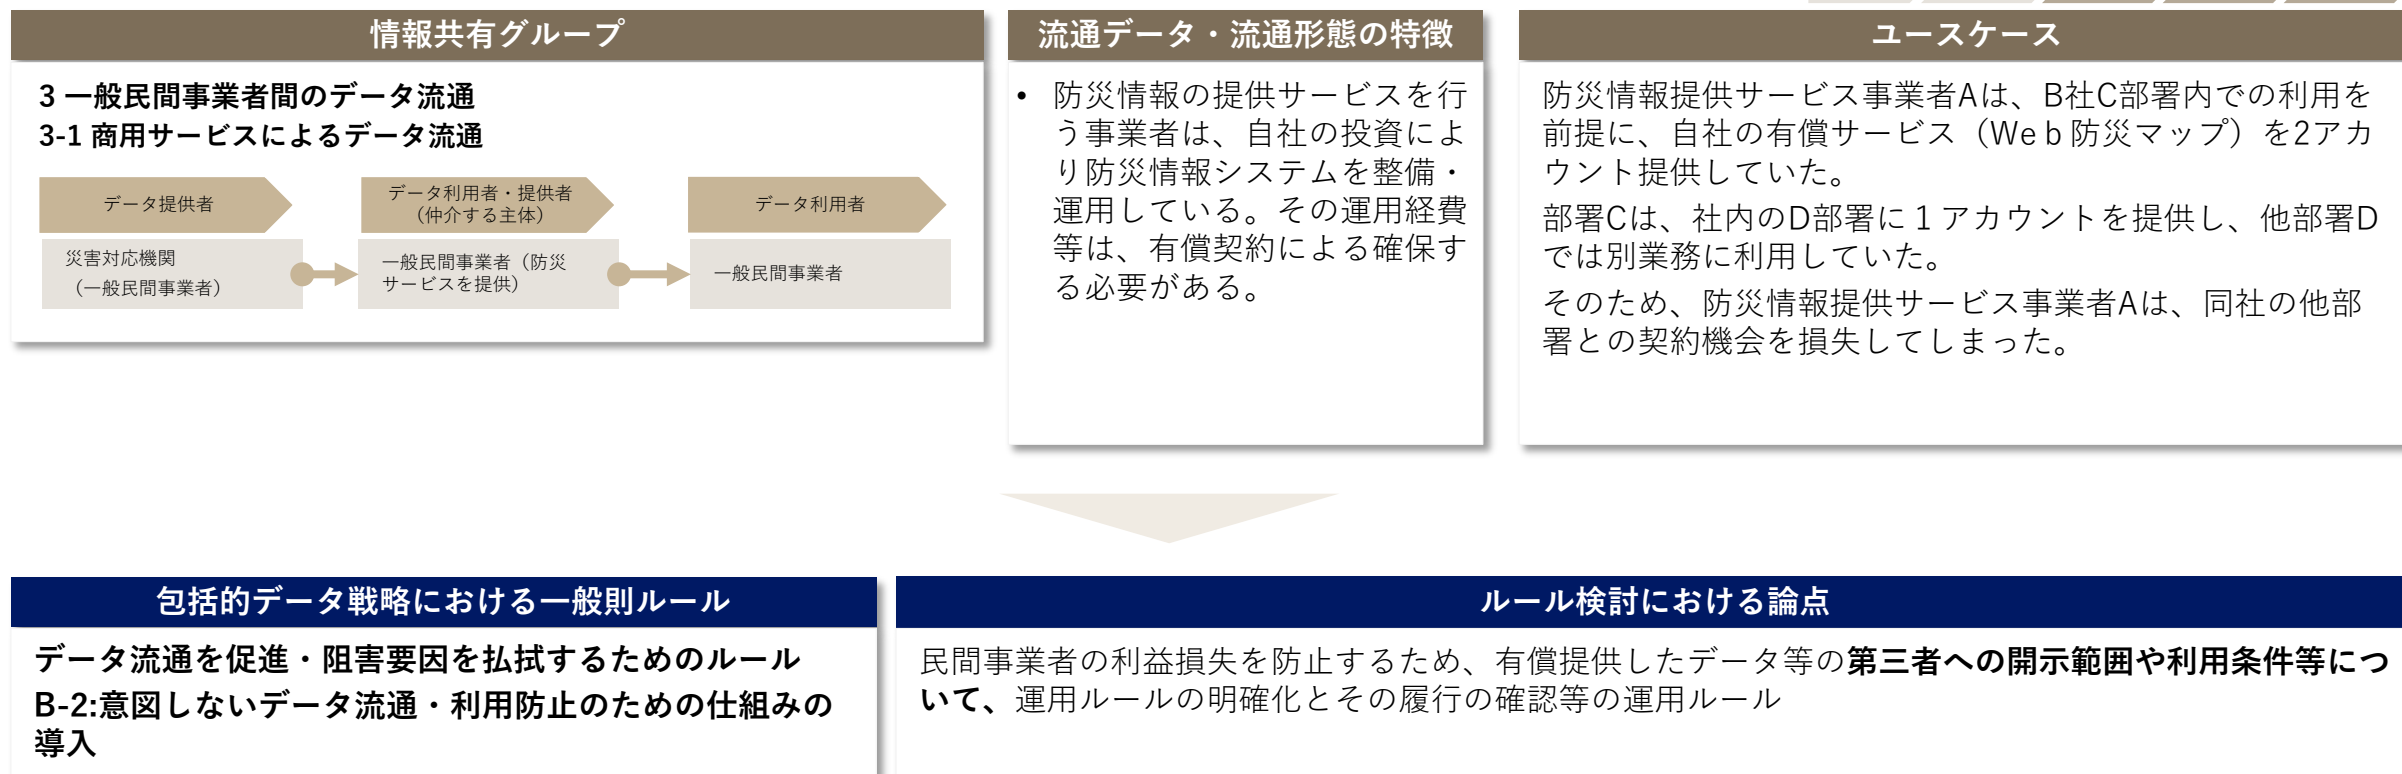 情報共有グループ
3 一般民間事業者間のデータ流通
3-1 商用サービスによるデータ流通
データ提供者
データ利用者・提供者
（仲介する主体）
データ利用者
災害対応機関
（一般民間事業者）
一般民間事業者（防災
サービスを提供）
一般民間事業者
流通データ・流通形態の特徴
• 防災情報の提供サービスを行
う事業者は、自社の投資によ
り防災情報システムを整備・
運用している。その運用経費
等は、有償契約による確保す
る必要がある。
ユースケース
防災情報提供サービス事業者Aは、B社C部署内での利用を
前提に、自社の有償サービス（Weｂ防災マップ）を2アカ
ウント提供していた。
部署Cは、社内のD部署に１アカウントを提供し、他部署D
では別業務に利用していた。
そのため、防災情報提供サービス事業者Aは、同社の他部
署との契約機会を損失してしまった。
包括的データ戦略における一般則ルール
データ流通を促進・阻害要因を払拭するためのルール
B-2:意図しないデータ流通・利用防止のための仕組みの
導入
ルール検討における論点
民間事業者の利益損失を防止するため、有償提供したデータ等の第三者への開示範囲や利用条件等につ
いて、運用ルールの明確化とその履行の確認等の運用ルール